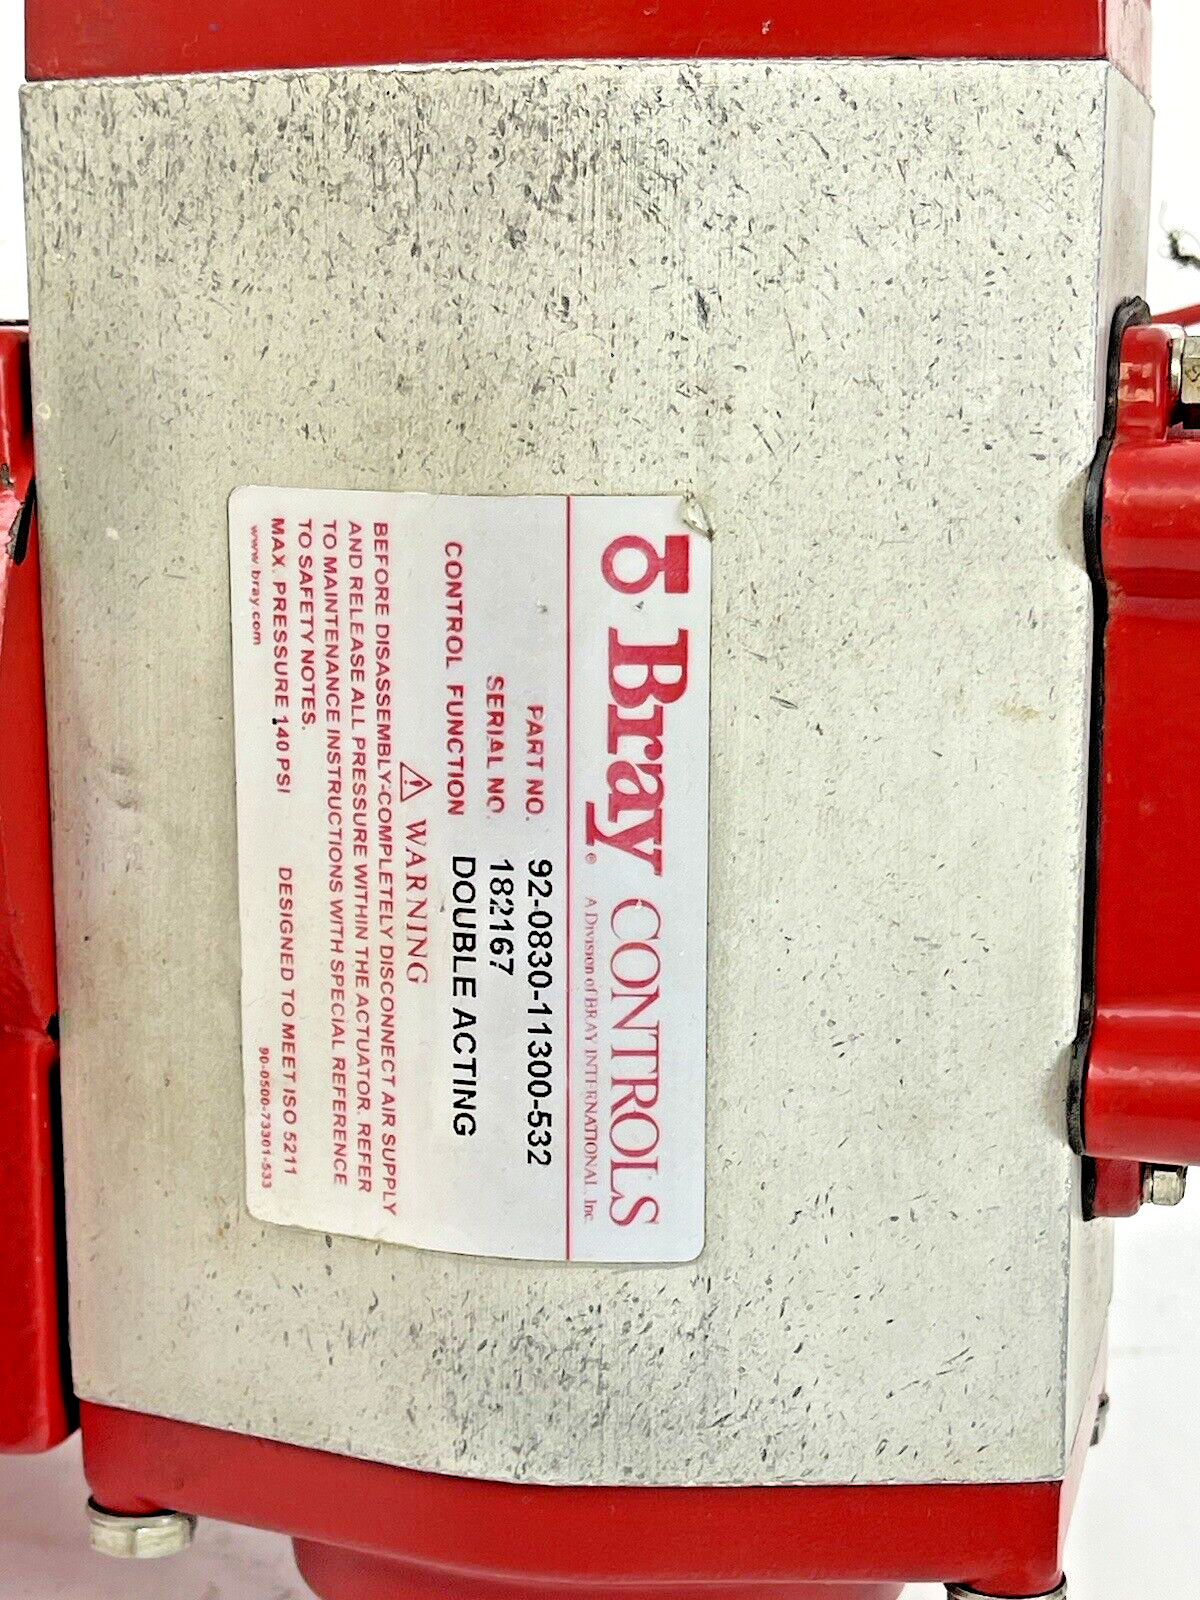 Bray® CONTROLS
A Division of BRAY INTERNATIONAL, Inc.
PART NO. 92-0830-11300-532
SERIAL NO. 182167
CONTROL FUNCTION DOUBLE ACTING
WARNING
BEFORE DISASSEMBLY-COMPLETELY DISCONNECT AIR SUPPLY
AND RELEASE ALL PRESSURE WITHIN THE ACTUATOR. REFER
TO MAINTENANCE INSTRUCTIONS WITH SPECIAL REFERENCE
TO SAFETY NOTES.
MAX. PRESSURE 140 PSI DESIGNED TO MEET ISO 5211
www.bray.com 90-0500-73301-533